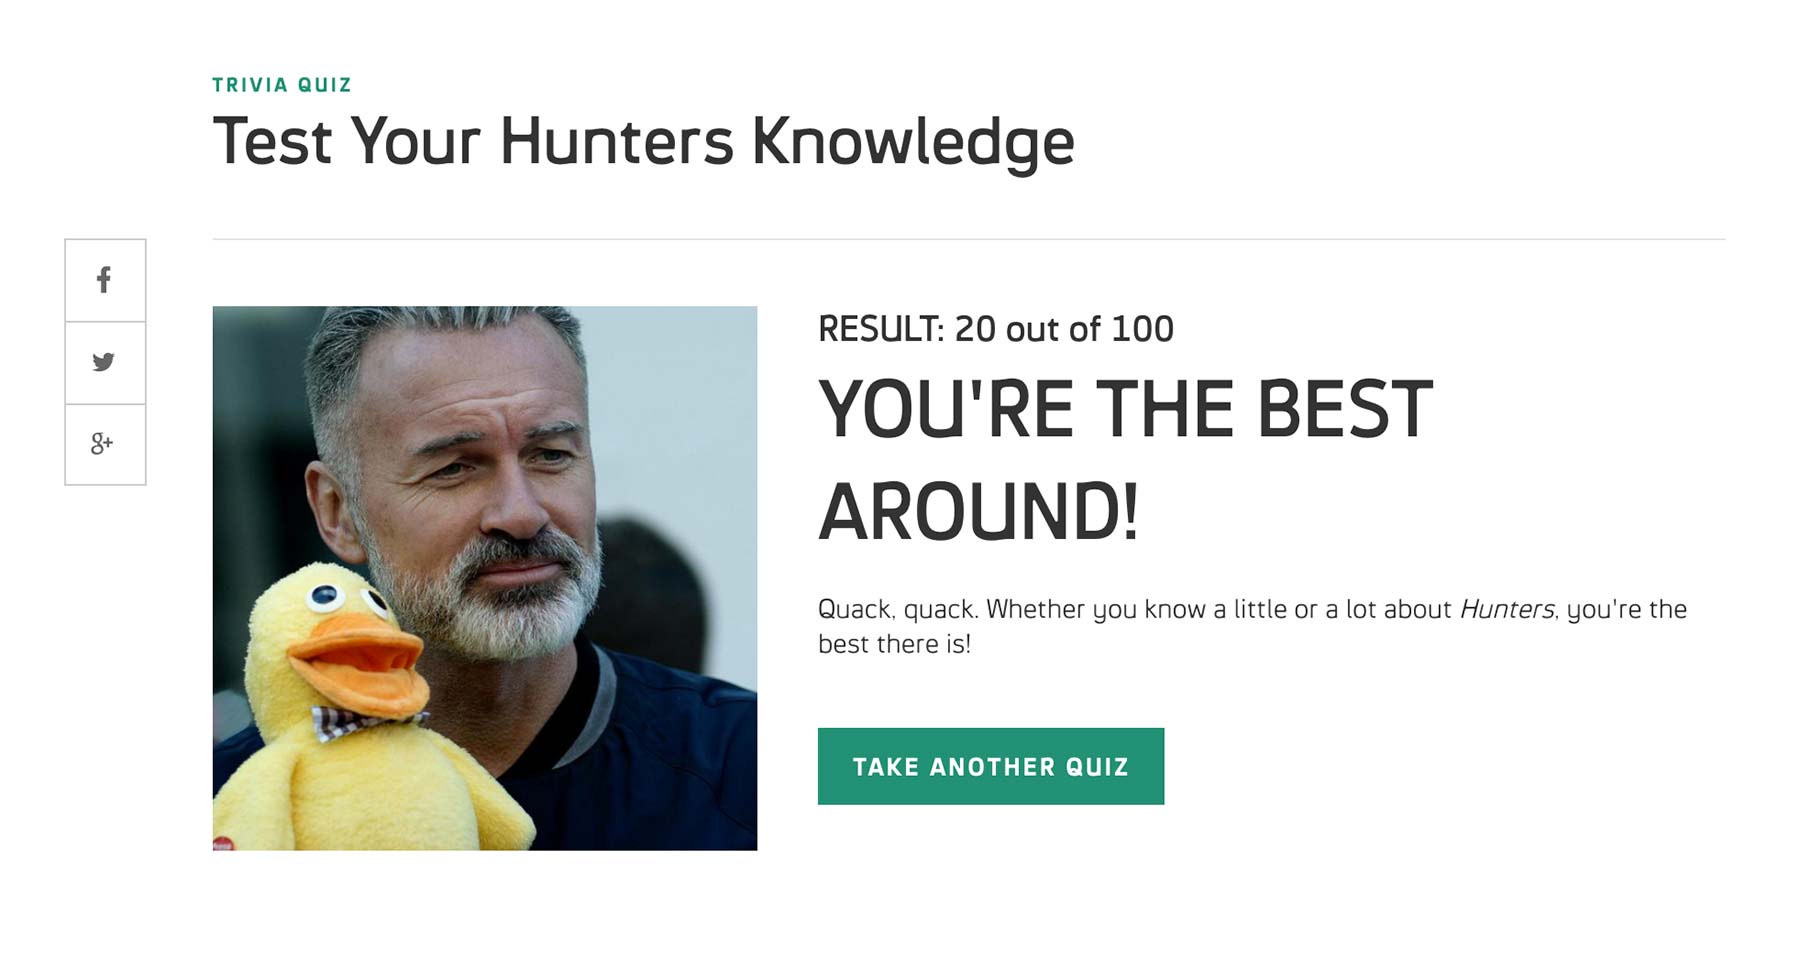 TRIVIA QUIZ
Test Your Hunters Knowledge
RESULT: 20 out of 100
YOU'RE THE BEST
AROUND!
Quack, quack. Whether you know a little or a lot about Hunters, you're the
best there is!
TAKE ANOTHER QUIZ
g+